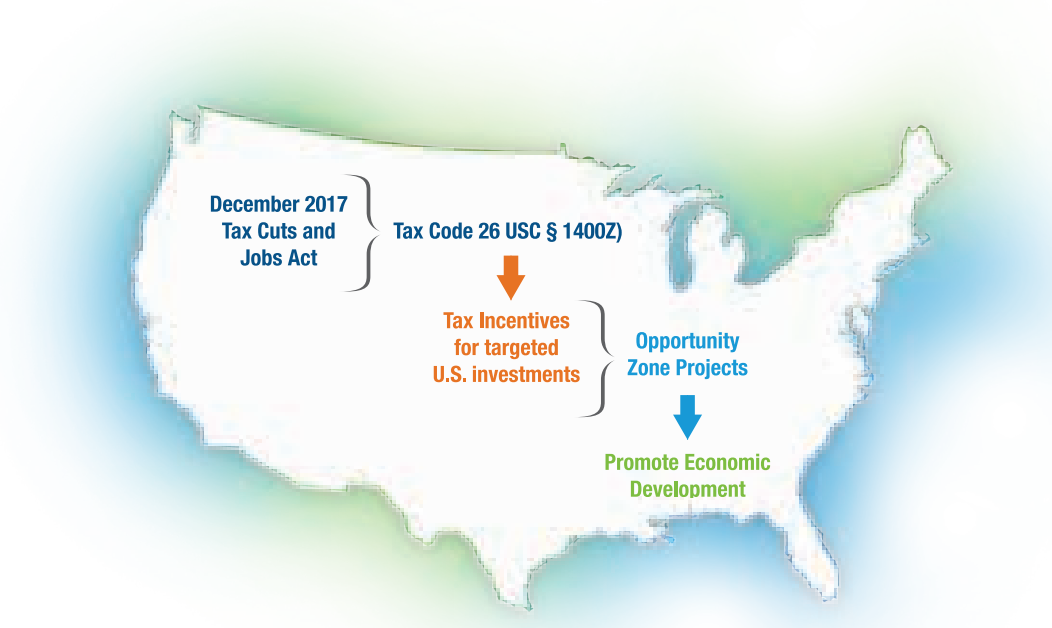 December 2017
Tax Cuts and
Jobs Act
Tax Code 26 USC § 1400Z)
Tax Incentives
for targeted
U.S. investments
Opportunity
Zone Projects
Promote Economic
Development